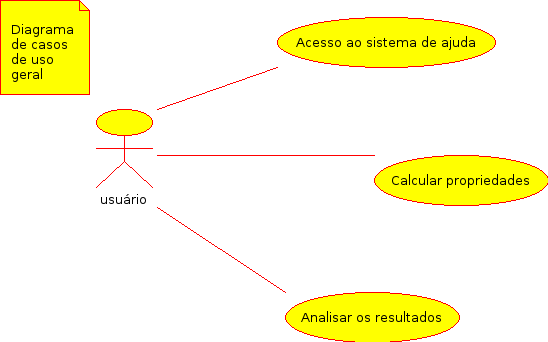 Diagrama
de casos
de uso
geral
Acesso ao sistema de ajuda
Calcular propriedades
usuário
Analisar os resultados